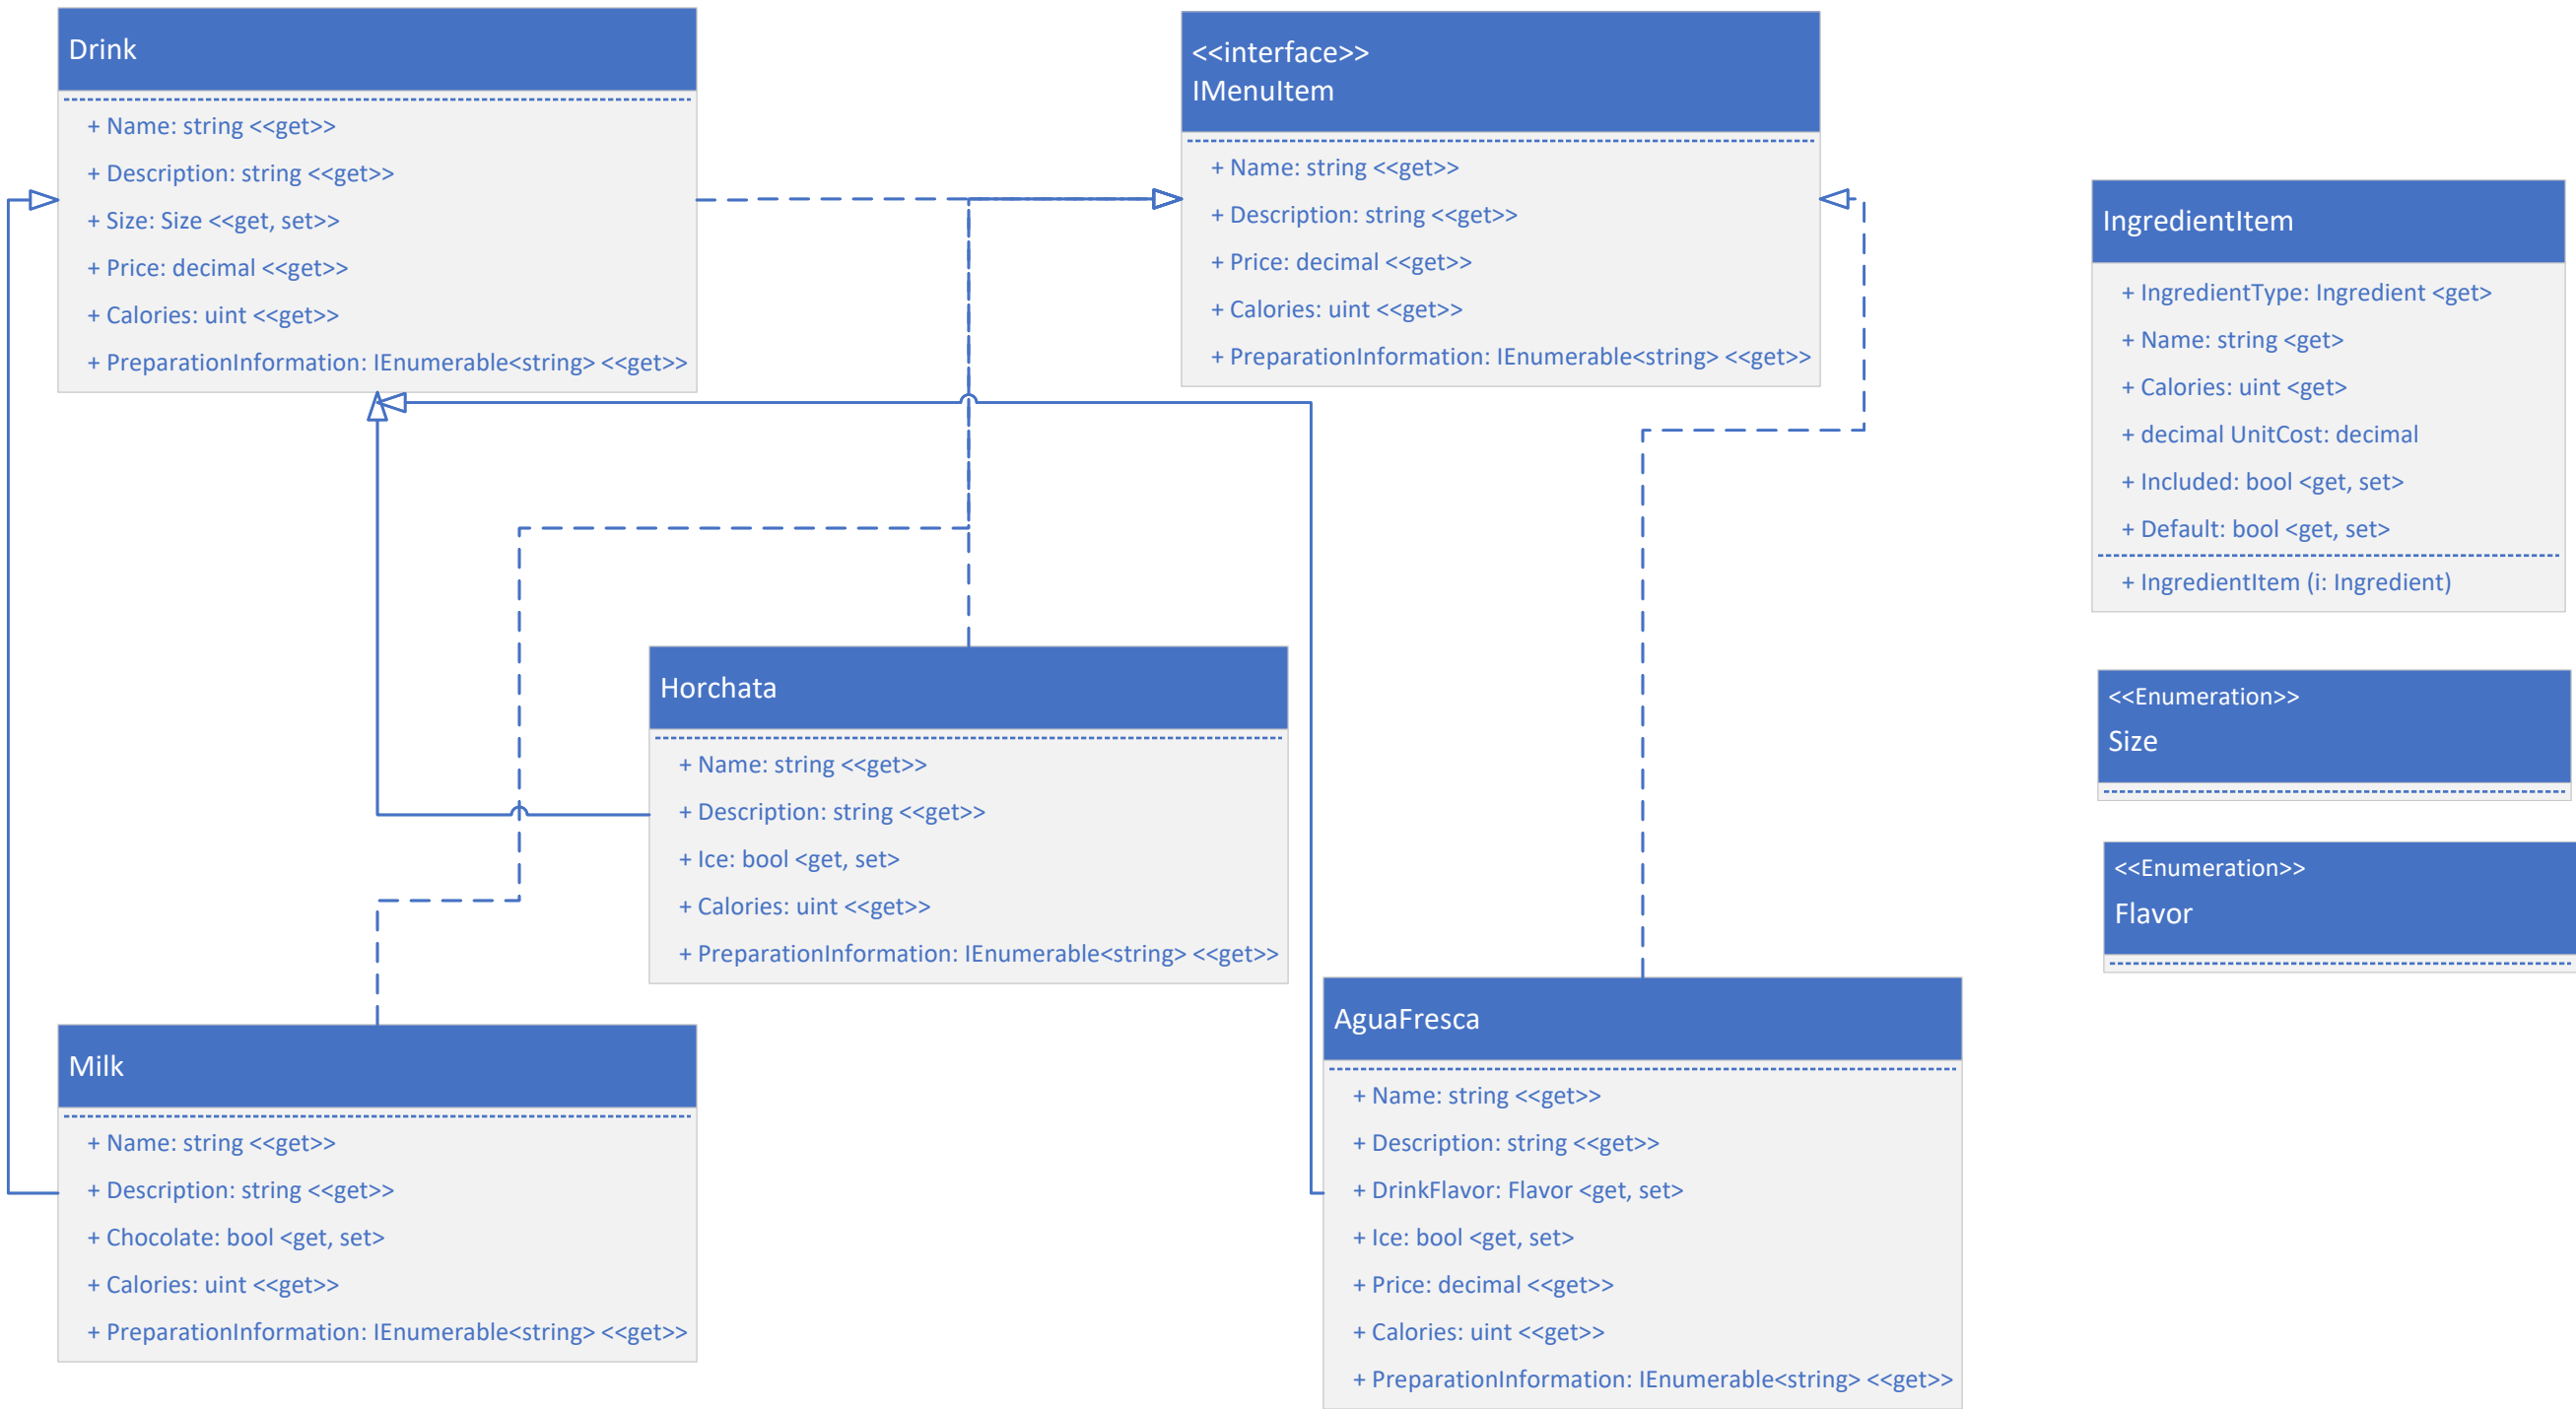 Drink
+ Name: string <<get>>
+ Description: string <<get>>
+ Size: Size <<get, set>>
+ Price: decimal <<get>>
+ Calories: uint <<get>>
+ PreparationInformation: IEnumerable<string> <<get>>
<<interface>>
IMenuItem
+ Name: string <<get>>
+ Description: string <<get>>
+ Price: decimal <<get>>
+ Calories: uint <<get>>
+ PreparationInformation: IEnumerable<string> <<get>>
IngredientItem
+ IngredientType: Ingredient <get>
+ Name: string <get>
+ Calories: uint <get>
+ decimal UnitCost: decimal
+ Included: bool <get, set>
+ Default: bool <get, set>
+ IngredientItem (i: Ingredient)
<<Enumeration>>
Size
<<Enumeration>>
Flavor
Horchata
+ Name: string <<get>>
+ Description: string <<get>>
+ Ice: bool <get, set>
+ Calories: uint <<get>>
+ PreparationInformation: IEnumerable<string> <<get>>
Milk
+ Name: string <<get>>
+ Description: string <<get>>
+ Chocolate: bool <get, set>
+ Calories: uint <<get>>
+ PreparationInformation: IEnumerable<string> <<get>>
AguaFresca
+ Name: string <<get>>
+ Description: string <<get>>
+ DrinkFlavor: Flavor <get, set>
+ Ice: bool <get, set>
+ Price: decimal <<get>>
+ Calories: uint <<get>>
+ PreparationInformation: IEnumerable<string> <<get>>